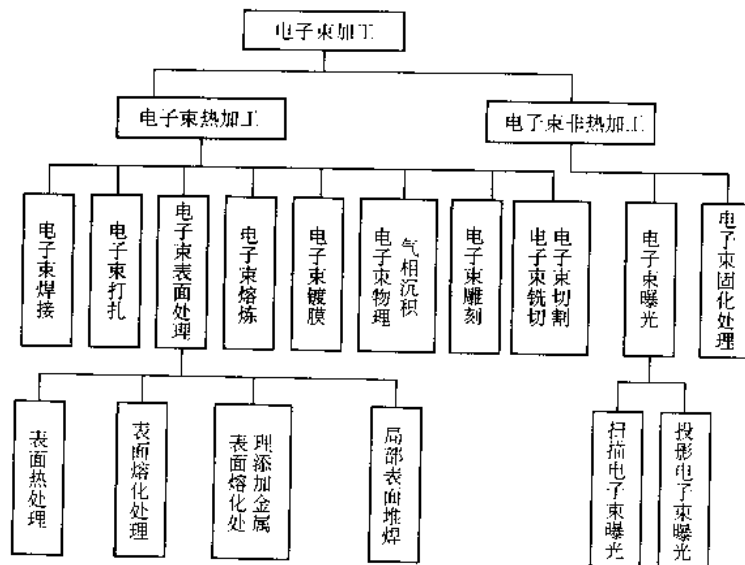 电子束加工
电子束热加工
电子束非热加工
电子束焊接
电子束打扎
电子束表面处理
电子束熔炼
电子束镀膜
电子束物理
气相沉积
电子束雕刻
电子束铣切
电子束切割
电子束曝光
电子束固化处理
表面热处理
表面熔化处理
表面熔化处
理添加金属
局部表面堆焊
扫描电子束曝光
投影电子束曝光